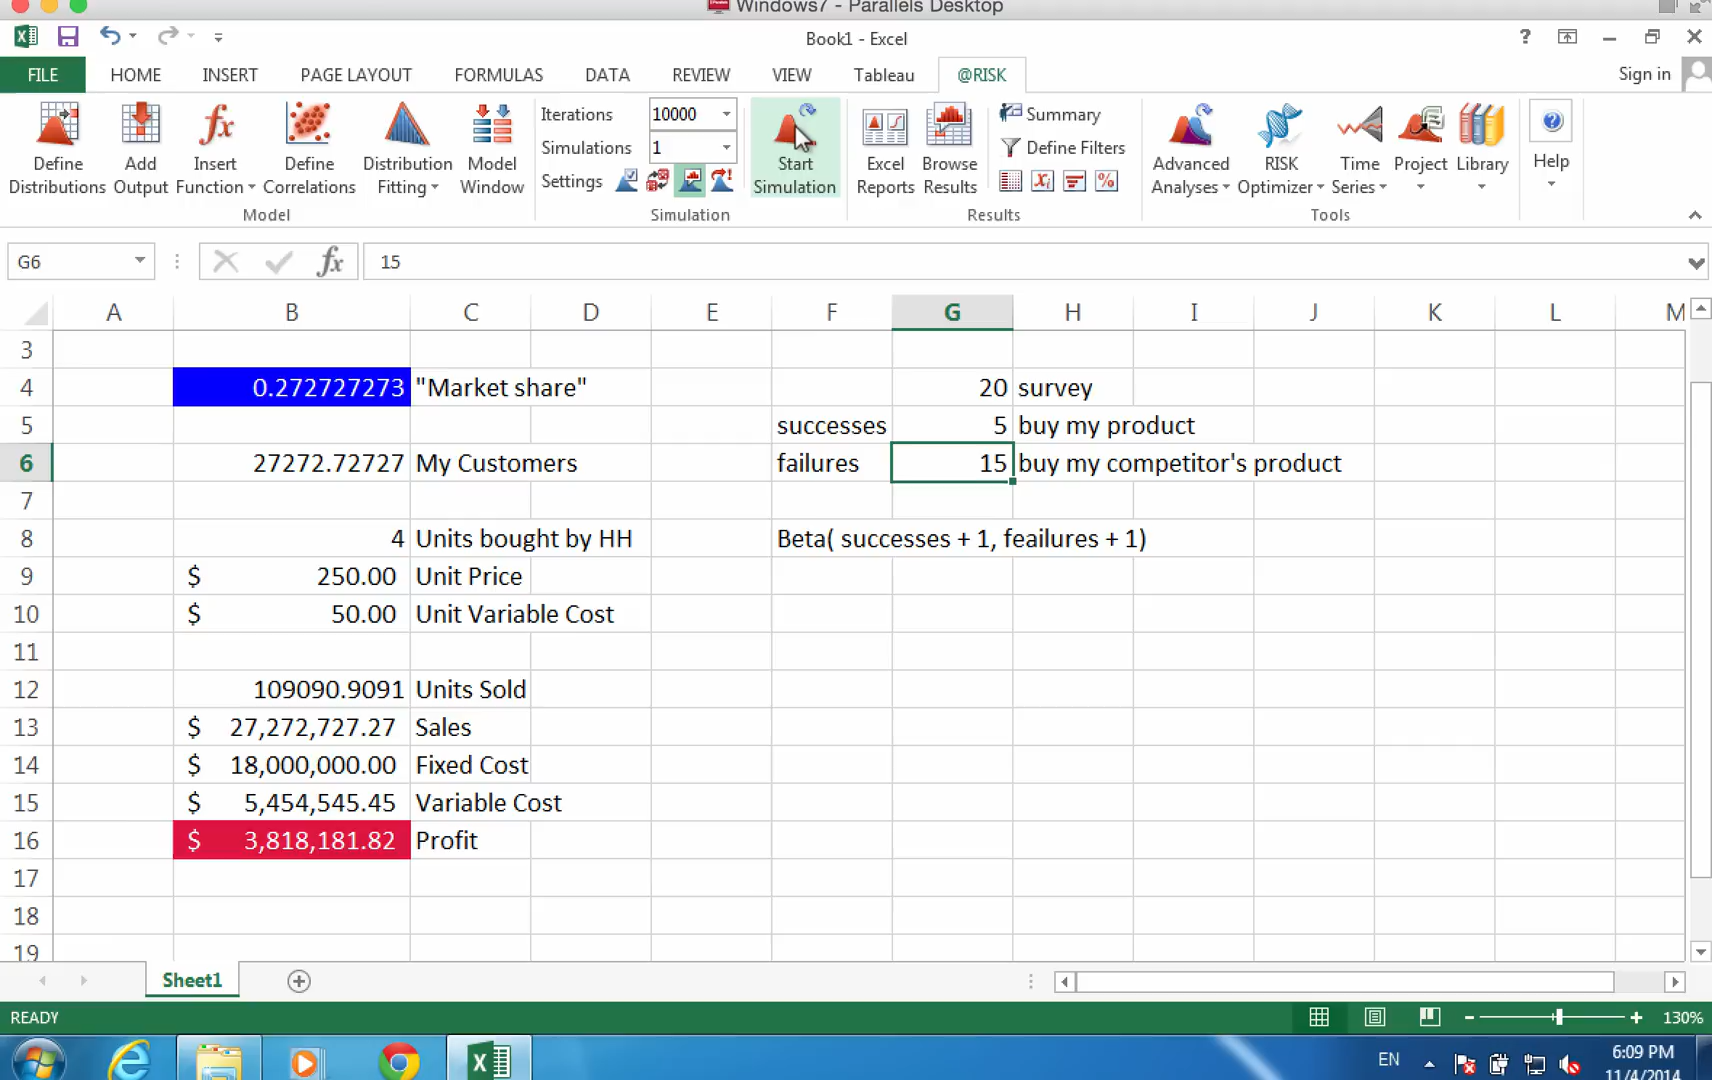 Windows7 - Parallels Desktop
Book1 - Excel
?
FILE HOME INSERT PAGE LAYOUT FORMULAS DATA REVIEW VIEW Tableau @RISK Sign in
Define Distributions
Add Output
Insert Function
Define Correlations
Distribution Fitting
Model Window
Model
Iterations 10000
Simulations 1
Settings
Start Simulation
Simulation
Excel Reports
Browse Results
Summary
Define Filters
Results
Advanced Analyses
RISK Optimizer
Time Series
Project
Library
Tools
Help
G6 fx 15
A B C D E F G H I J K L M
3
4 0.272727273 "Market share" 20 survey
5 successes 5 buy my product
6 27272.72727 My Customers failures 15 buy my competitor's product
7
8 4 Units bought by HH Beta( successes + 1, feailures + 1)
9 $ 250.00 Unit Price
10 $ 50.00 Unit Variable Cost
11
12 109090.9091 Units Sold
13 $ 27,272,727.27 Sales
14 $ 18,000,000.00 Fixed Cost
15 $ 5,454,545.45 Variable Cost
16 $ 3,818,181.82 Profit
17
18
19
Sheet1
READY 130%
EN 6:09 PM
11/4/2014